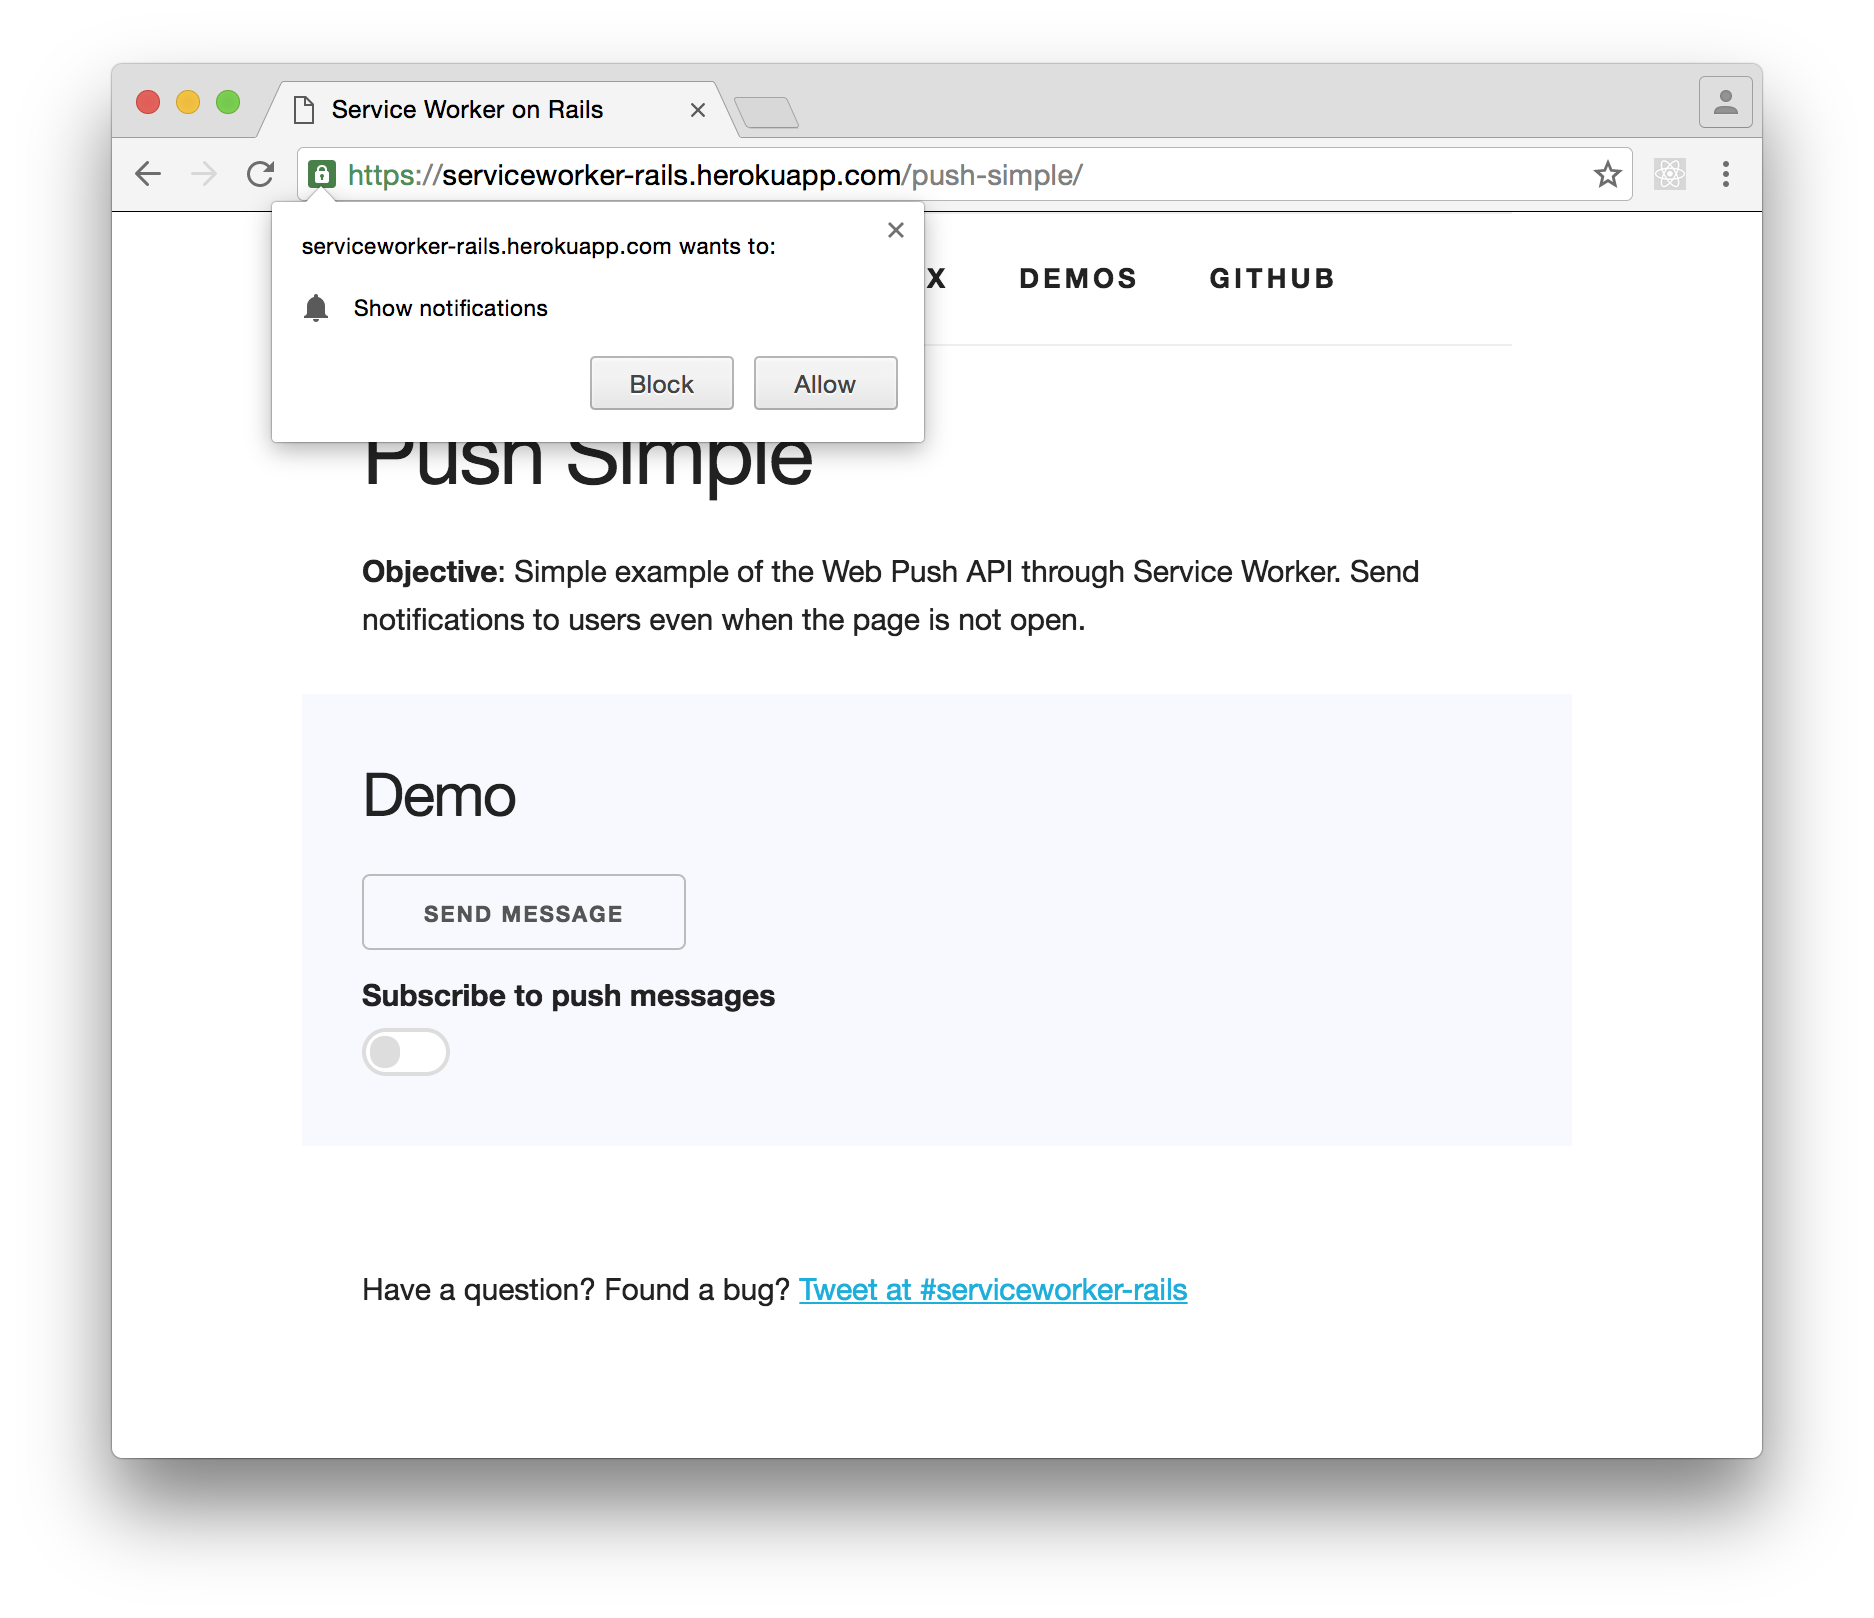 Service Worker on Rails
https://serviceworker-rails.herokuapp.com/push-simple/
serviceworker-rails.herokuapp.com wants to:
Show notifications
Block Allow
X DEMOS GITHUB
Push Simple
Objective: Simple example of the Web Push API through Service Worker. Send
notifications to users even when the page is not open.
Demo
SEND MESSAGE
Subscribe to push messages
Have a question? Found a bug? Tweet at #serviceworker-rails